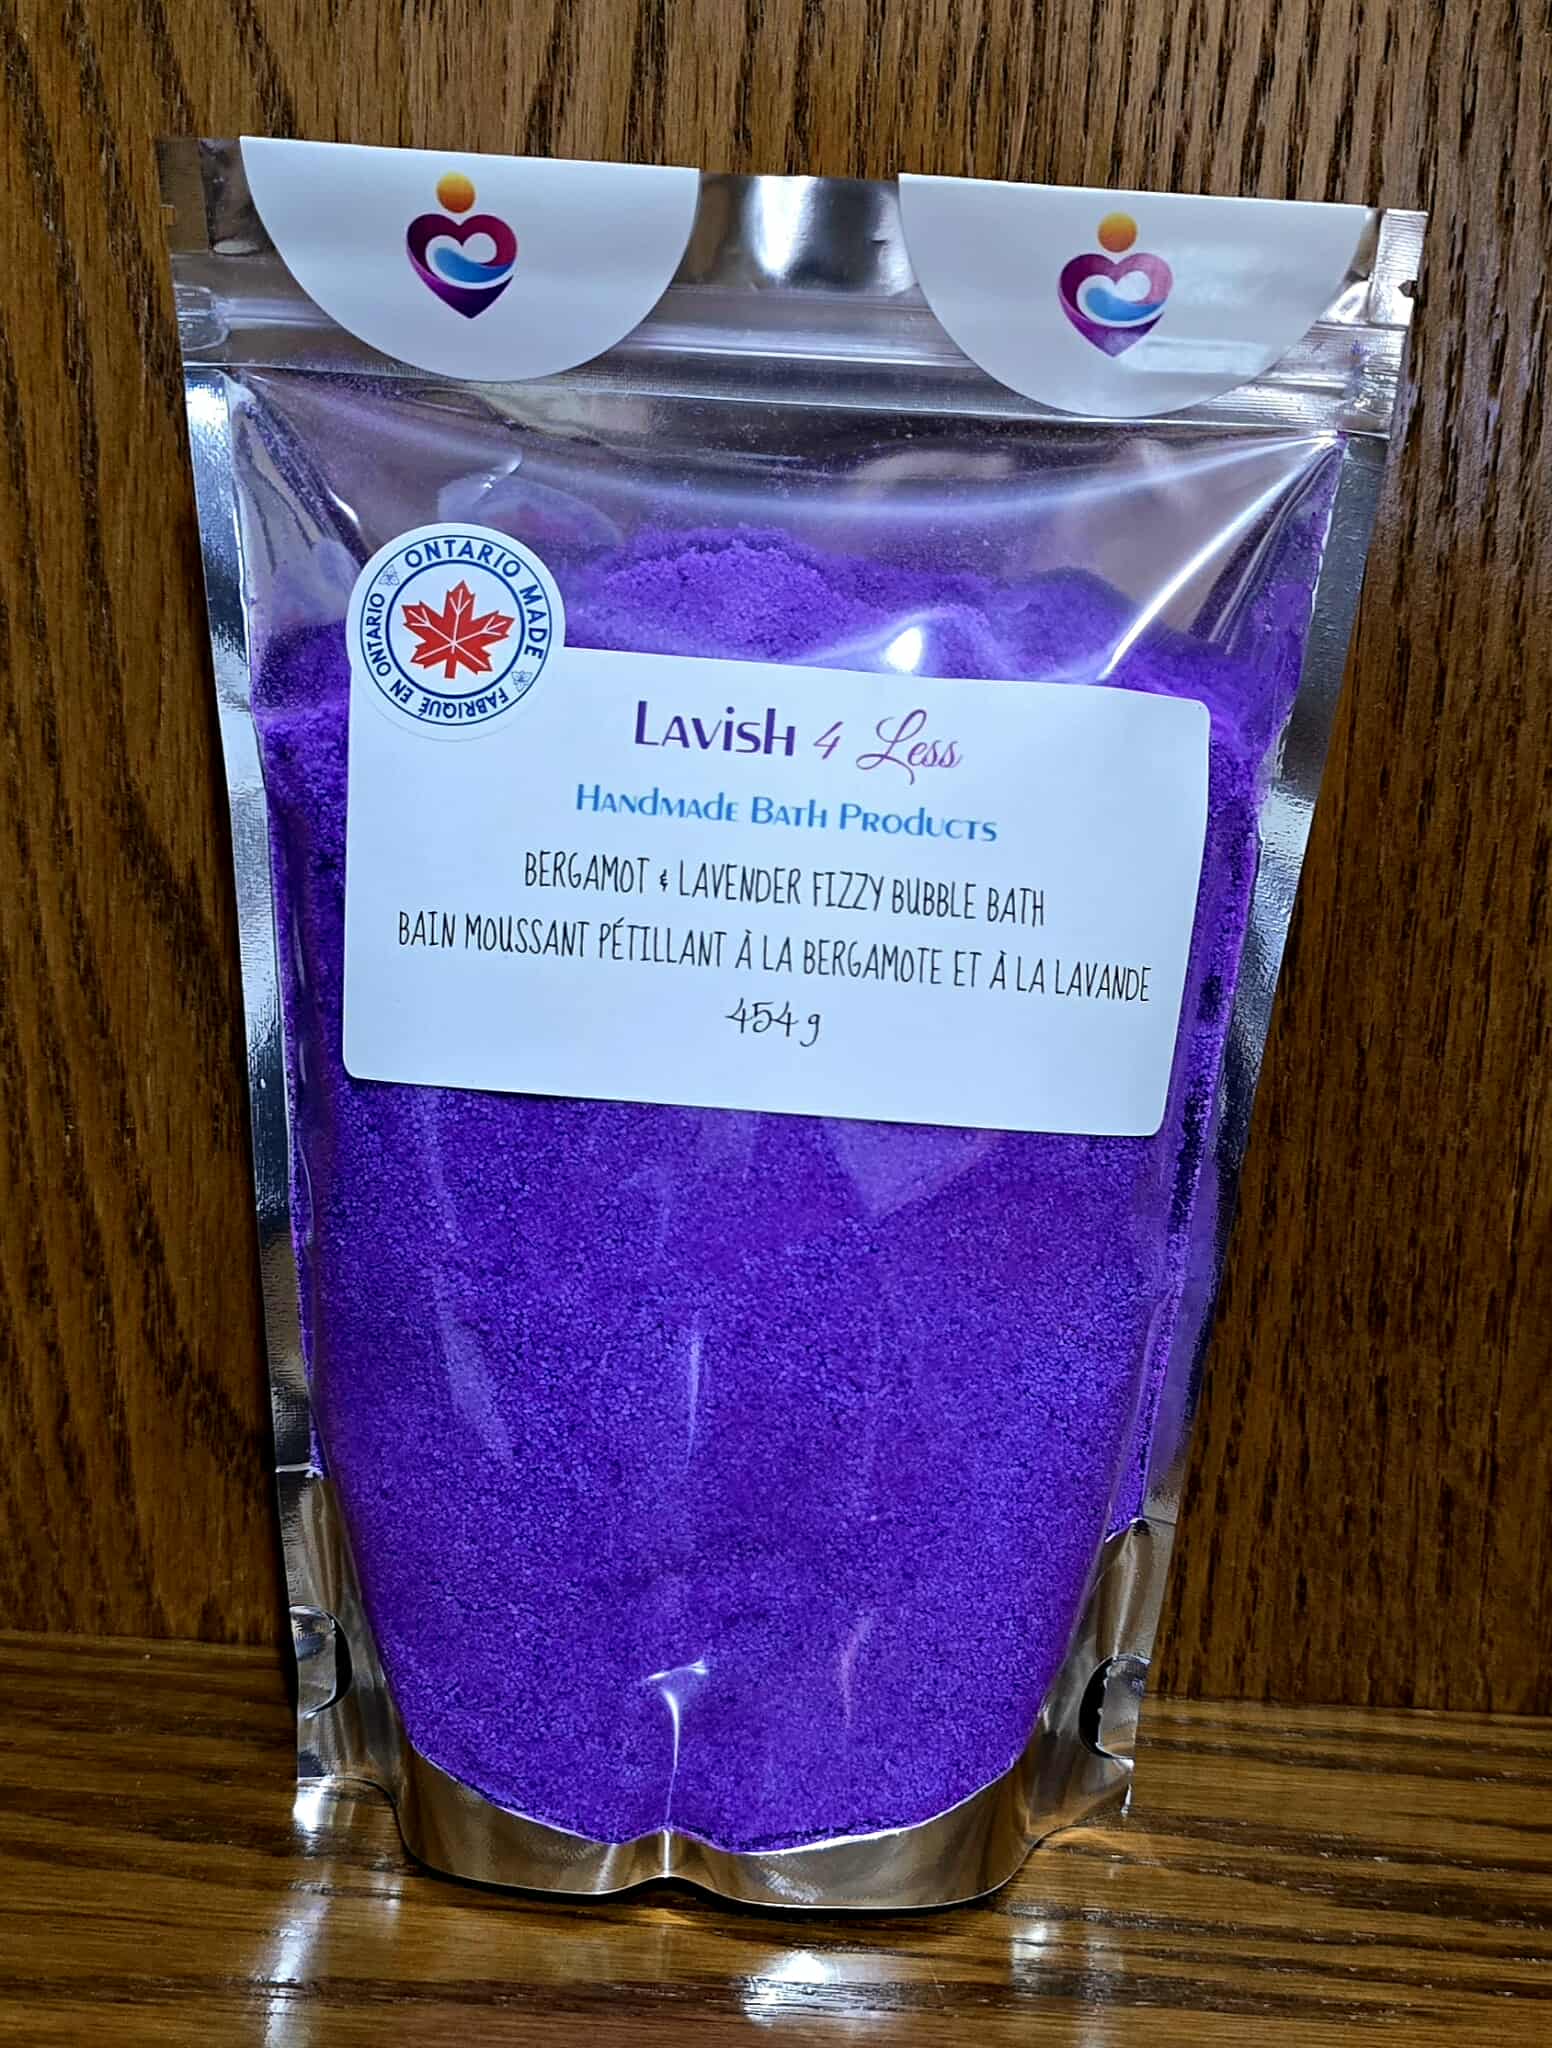 ONTARIO MADE
FABRIQUÉ EN ONTARIO
Lavish 4 Less
Handmade Bath Products
BERGAMOT & LAVENDER FIZZY BUBBLE BATH
BAIN MOUSSANT PÉTILLANT À LA BERGAMOTE ET À LA LAVANDE
454 g